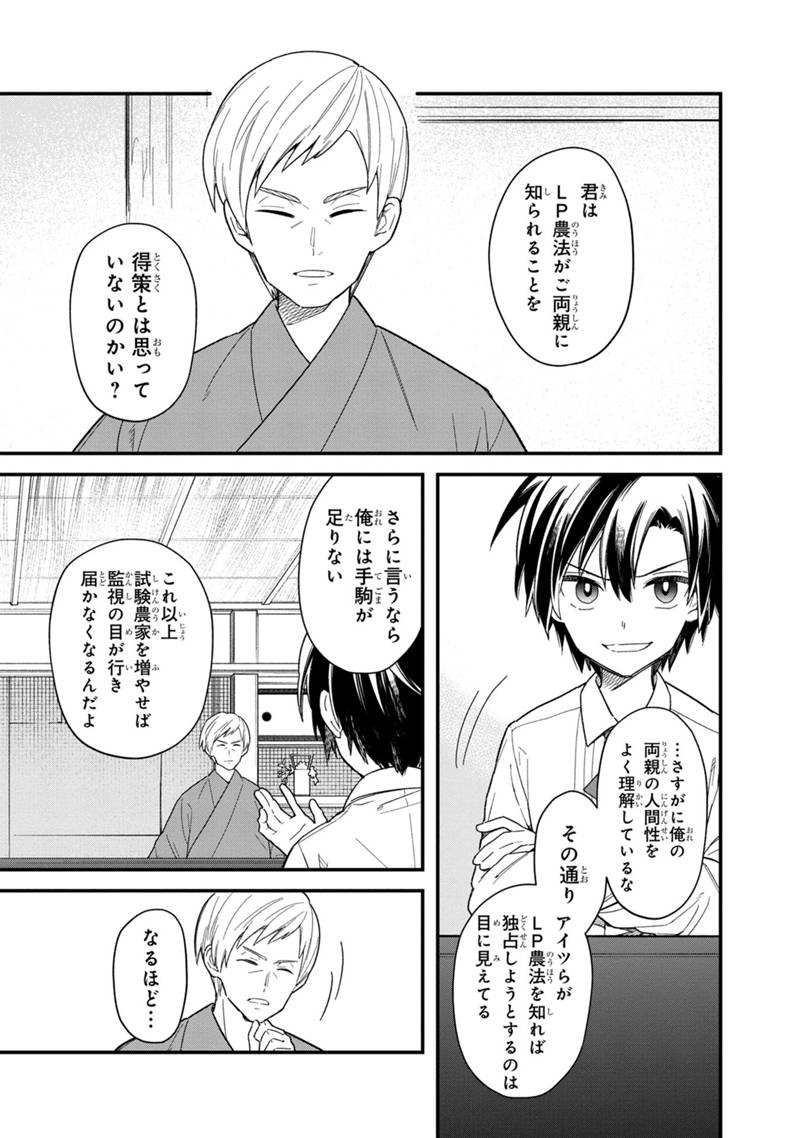 君は
LP農法がご両親に
知られることを
得策とは思って
いないのかい?
…さすがに俺の
両親の人間性を
よく理解しているな
その通り
アイツらが
LP農法を知れば
独占しようとするのは
目に見えてる
さらに言うなら
俺には手駒が
足りない
これ以上
試験農家を増やせば
監視の目が行き
届かなくなるんだよ
なるほど…